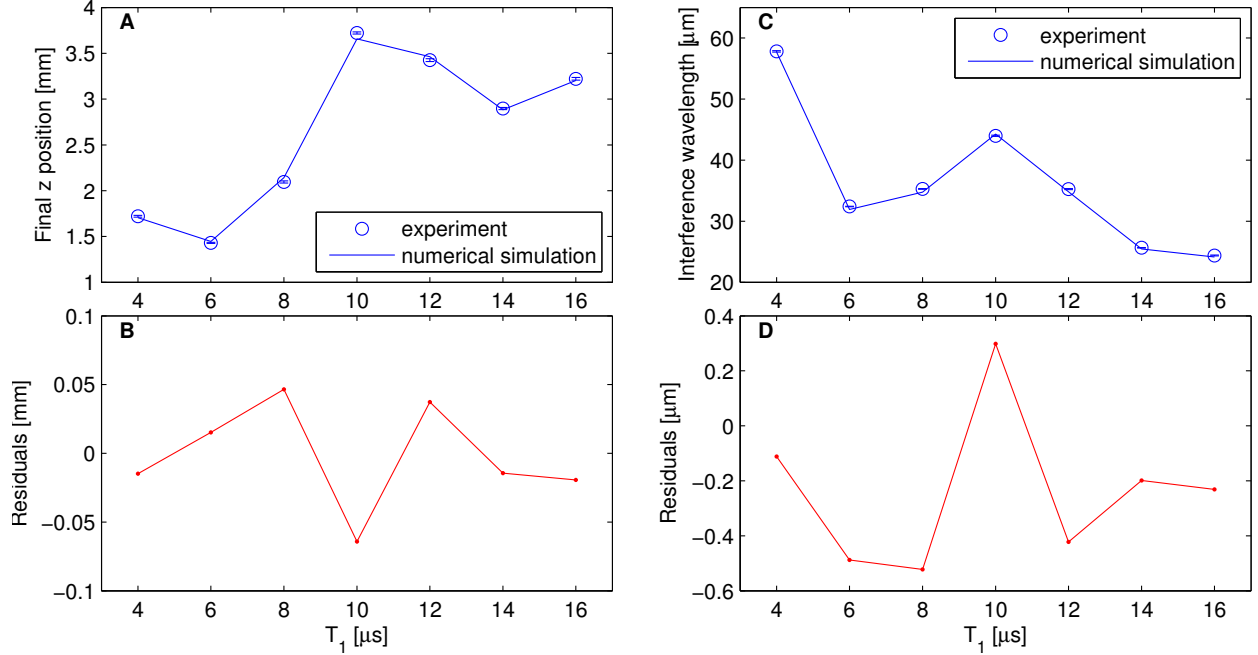 A
Final z position [mm]
4
3.5
3
2.5
2
1.5
1
experiment
numerical simulation
4 6 8 10 12 14 16
C
Interference wavelength [μm]
60
50
40
30
20
experiment
numerical simulation
4 6 8 10 12 14 16
B
Residuals [mm]
0.1
0.05
0
−0.05
−0.1
4 6 8 10 12 14 16
T1 [μs]
D
Residuals [μm]
0.4
0.2
0
−0.2
−0.4
−0.6
4 6 8 10 12 14 16
T1 [μs]